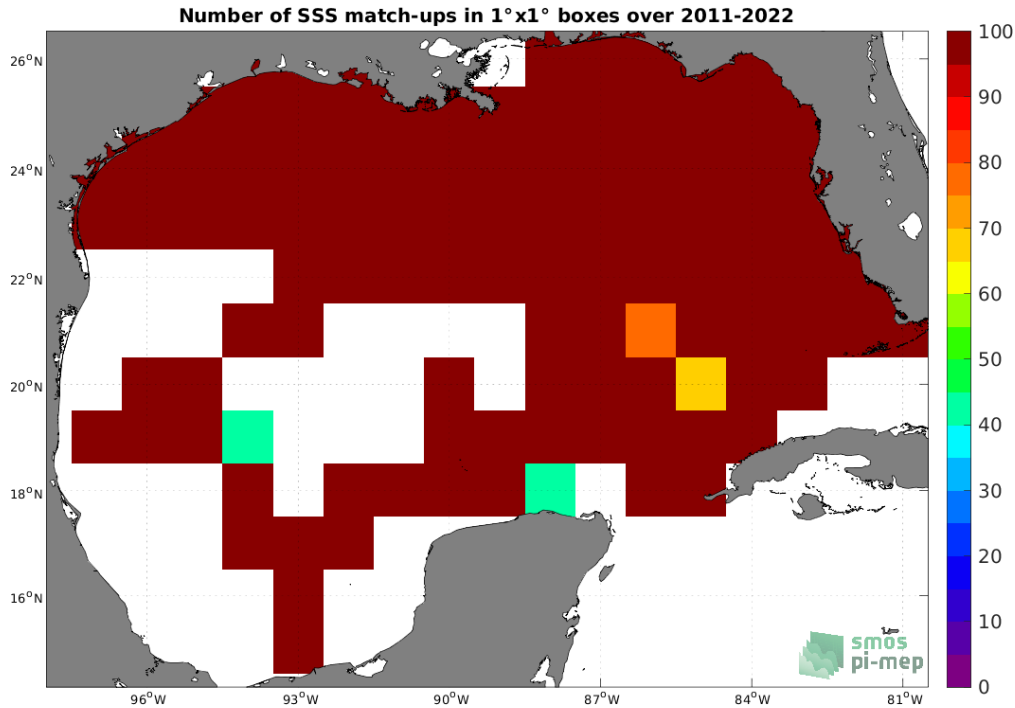 Number of SSS match-ups in 1°x1° boxes over 2011-2022
26°N
24°N
22°N
20°N
18°N
16°N
96°W
93°W
90°W
87°W
84°W
81°W
100
90
80
70
60
50
40
30
20
10
0
smos
pi-mep